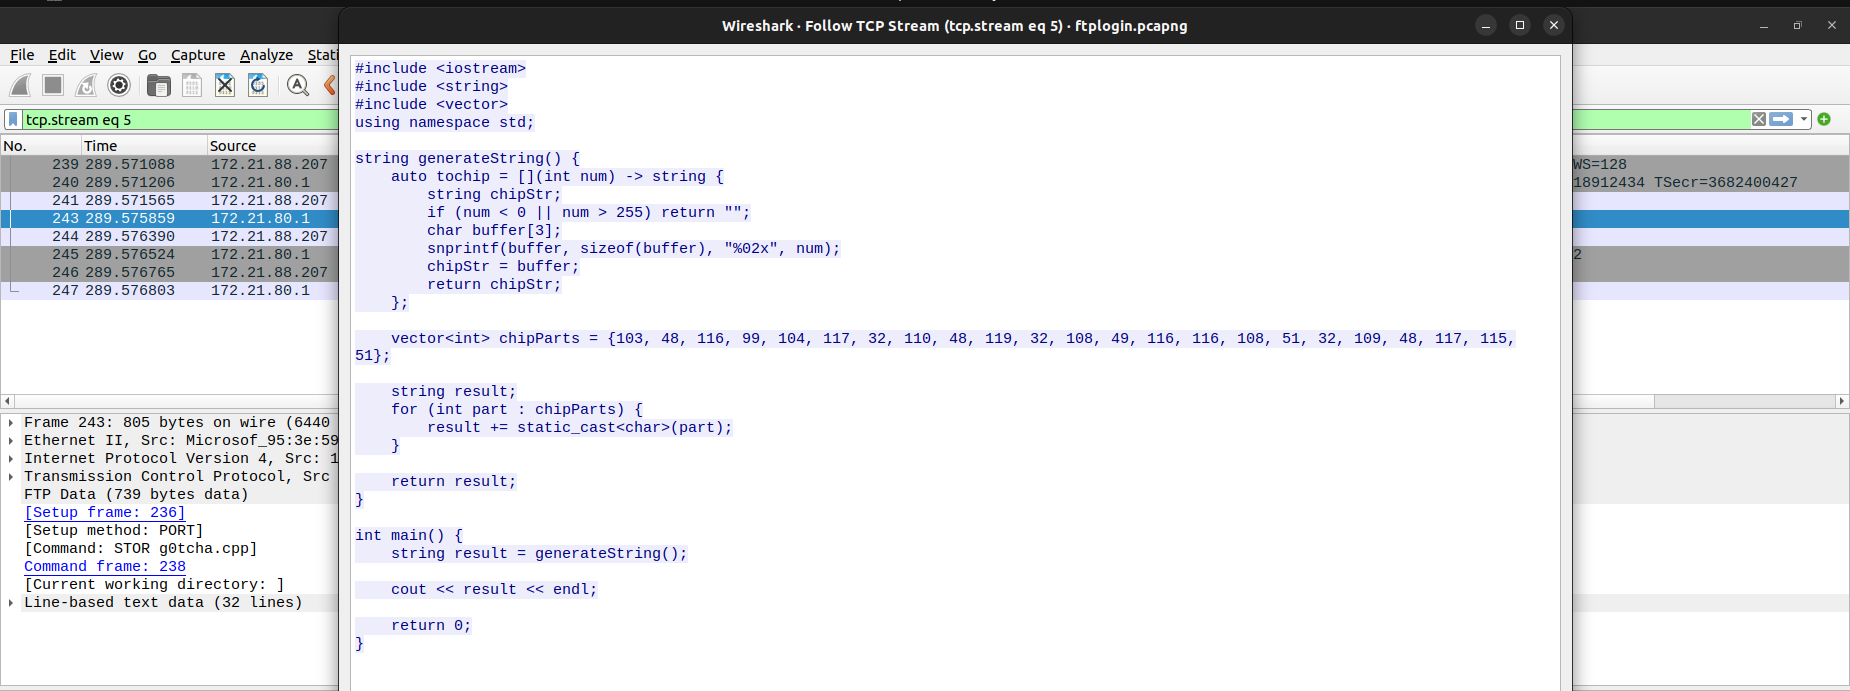 Wireshark · Follow TCP Stream (tcp.stream eq 5) · ftplogin.pcapng
File Edit View Go Capture Analyze Stati
tcp.stream eq 5
No. Time Source
239 289.571088 172.21.88.207 WS=128
240 289.571206 172.21.80.1 18912434 TSecr=3682400427
241 289.571565 172.21.88.207
243 289.575859 172.21.80.1
244 289.576390 172.21.88.207
245 289.576524 172.21.80.1 2
246 289.576765 172.21.88.207
247 289.576803 172.21.80.1
Frame 243: 805 bytes on wire (6440
Ethernet II, Src: Microsof_95:3e:59
Internet Protocol Version 4, Src: 1
Transmission Control Protocol, Src
FTP Data (739 bytes data)
[Setup frame: 236]
[Setup method: PORT]
[Command: STOR g0tcha.cpp]
Command frame: 238
[Current working directory: ]
Line-based text data (32 lines)
#include <iostream>
#include <string>
#include <vector>
using namespace std;
string generateString() {
    auto tochip = [](int num) -> string {
        string chipStr;
        if (num < 0 || num > 255) return "";
        char buffer[3];
        snprintf(buffer, sizeof(buffer), "%02x", num);
        chipStr = buffer;
        return chipStr;
    };
    vector<int> chipParts = {103, 48, 116, 99, 104, 117, 32, 110, 48, 119, 32, 108, 49, 116, 116, 108, 51, 32, 109, 48, 117, 115,
51};
    string result;
    for (int part : chipParts) {
        result += static_cast<char>(part);
    }
    return result;
}
int main() {
    string result = generateString();
    cout << result << endl;
    return 0;
}